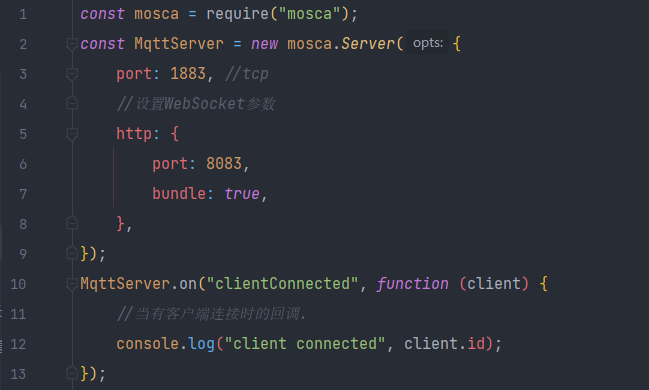 1 const mosca = require("mosca");
2 const MqttServer = new mosca.Server( opts: {
3 port: 1883, //tcp
4 //设置WebSocket参数
5 http: {
6 port: 8083,
7 bundle: true,
8 },
9 });
10 MqttServer.on("clientConnected", function (client) {
11 //当有客户端连接时的回调.
12 console.log("client connected", client.id);
13 });